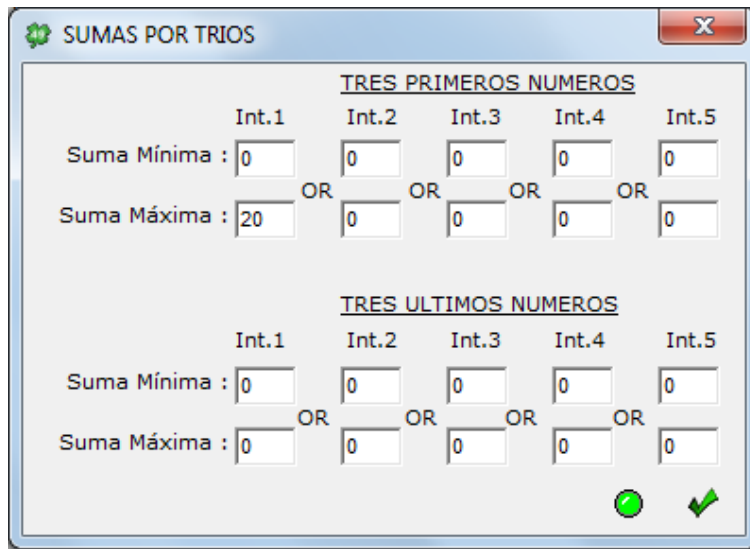 SUMAS POR TRIOS
TRES PRIMEROS NUMEROS
Int.1 Int.2 Int.3 Int.4 Int.5
Suma Mínima : 0 0 0 0 0
OR OR OR OR
Suma Máxima : 20 0 0 0 0
TRES ULTIMOS NUMEROS
Int.1 Int.2 Int.3 Int.4 Int.5
Suma Mínima : 0 0 0 0 0
OR OR OR OR
Suma Máxima : 0 0 0 0 0